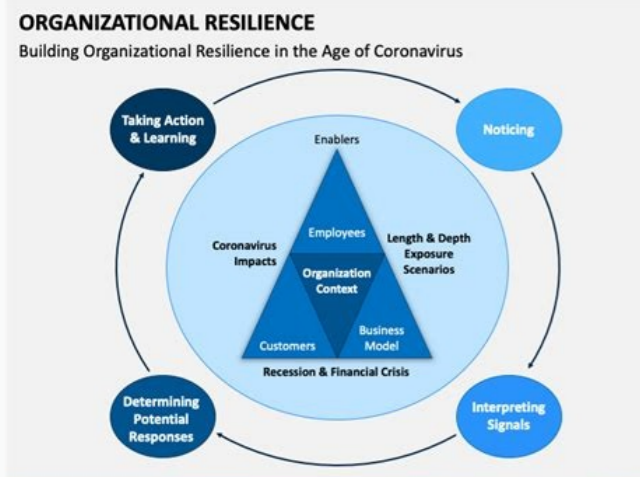 ORGANIZATIONAL RESILIENCE
Building Organizational Resilience in the Age of Coronavirus
Taking Action
& Learning
Noticing
Enablers
Employees
Coronavirus
Impacts
Length & Depth
Exposure
Scenarios
Organization
Context
Customers
Business
Model
Recession & Financial Crisis
Determining
Potential
Responses
Interpreting
Signals